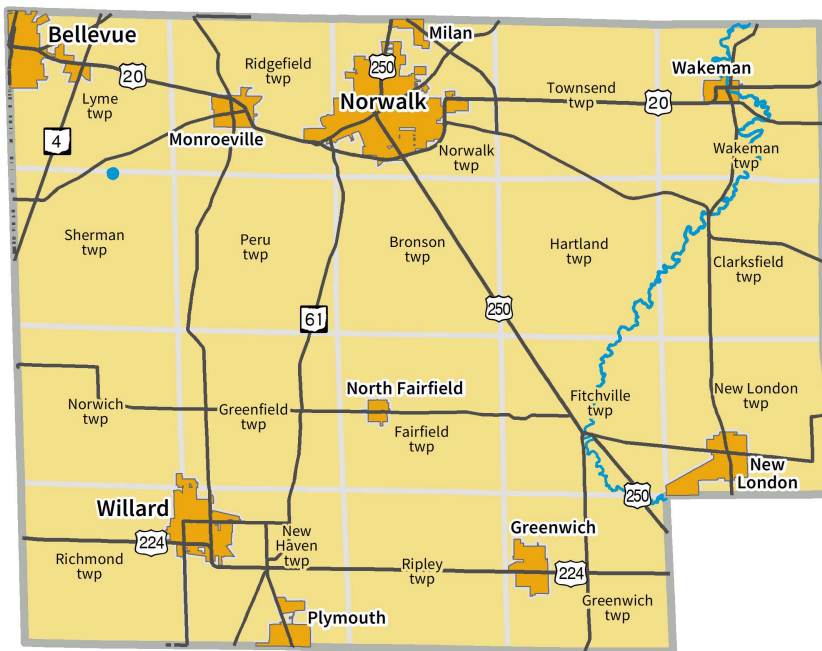 Bellevue
Milan
Ridgefield
twp
250
Wakeman
20
Lyme
twp
Norwalk
Townsend
twp
20
4
Monroeville
Norwalk
twp
Wakeman
twp
Sherman
twp
Peru
twp
Bronson
twp
Hartland
twp
Clarksfield
twp
61
250
North Fairfield
Norwich
twp
Greenfield
twp
Fairfield
twp
Fitchville
twp
New London
twp
New
London
Willard
250
224
Richmond
twp
New
Haven
twp
Greenwich
Ripley
twp
224
Greenwich
twp
Plymouth